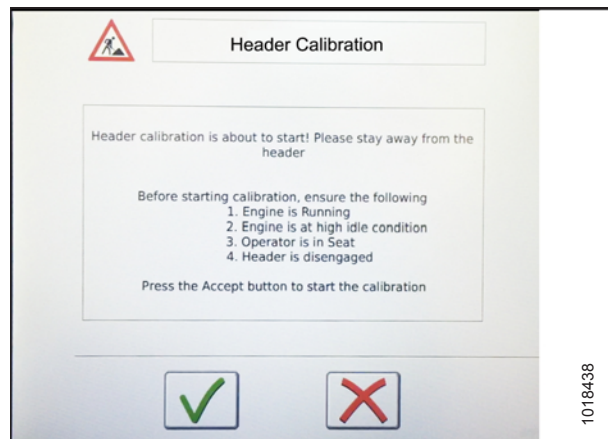 Header Calibration
Header calibration is about to start! Please stay away from the
header
Before starting calibration, ensure the following
1. Engine is Running
2. Engine is at high idle condition
3. Operator is in Seat
4. Header is disengaged
Press the Accept button to start the calibration
1018438